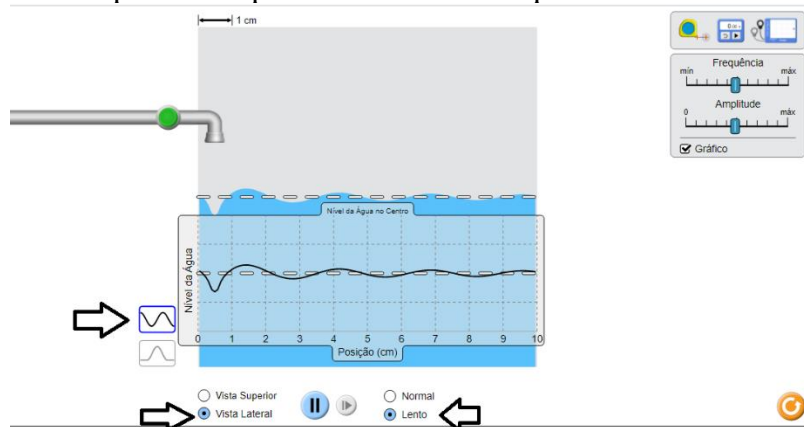 1 cm
Frequência
mín
máx
Amplitude
0
máx
Gráfico
Nível da Água no Centro
Nível da Água
0 1 2 3 4 5 6 7 8 9 10
Posição (cm)
Vista Superior
Normal
Vista Lateral
Lento